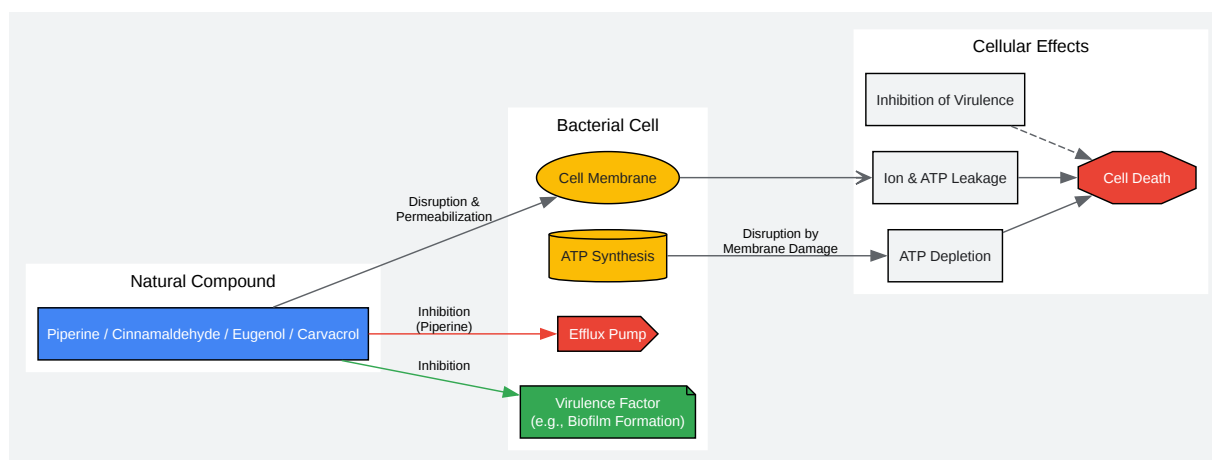 Cellular Effects
Inhibition of Virulence
Bacterial Cell
Cell Membrane
Ion & ATP Leakage
Cell Death
Disruption &
Permeabilization
ATP Synthesis
Disruption by
Membrane Damage
ATP Depletion
Natural Compound
Piperine / Cinnamaldehyde / Eugenol / Carvacrol
Inhibition
(Piperine)
Efflux Pump
Inhibition
Virulence Factor
(e.g., Biofilm Formation)